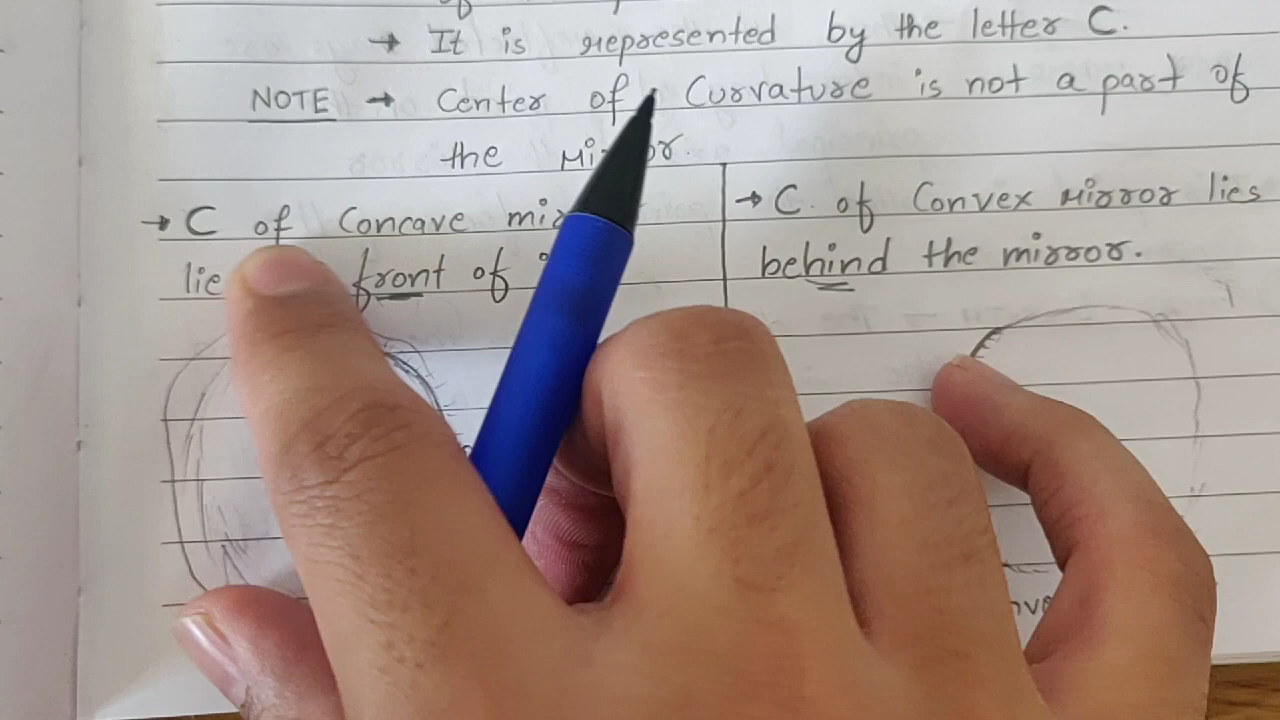 → It is represented by the letter C.
NOTE → Center of Curvature is not a part of
the
→ C of Concave
front of
→ C. of Convex Mirror lies
behind the mirror.